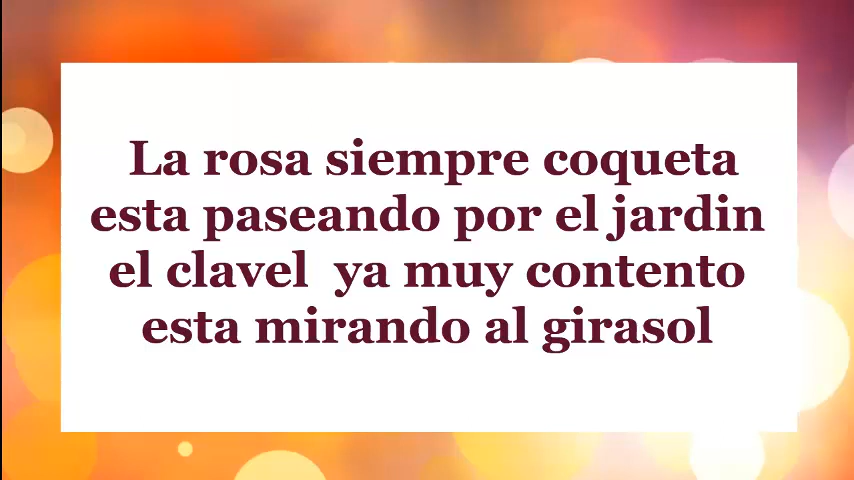 La rosa siempre coqueta
esta paseando por el jardin
el clavel ya muy contento
esta mirando al girasol